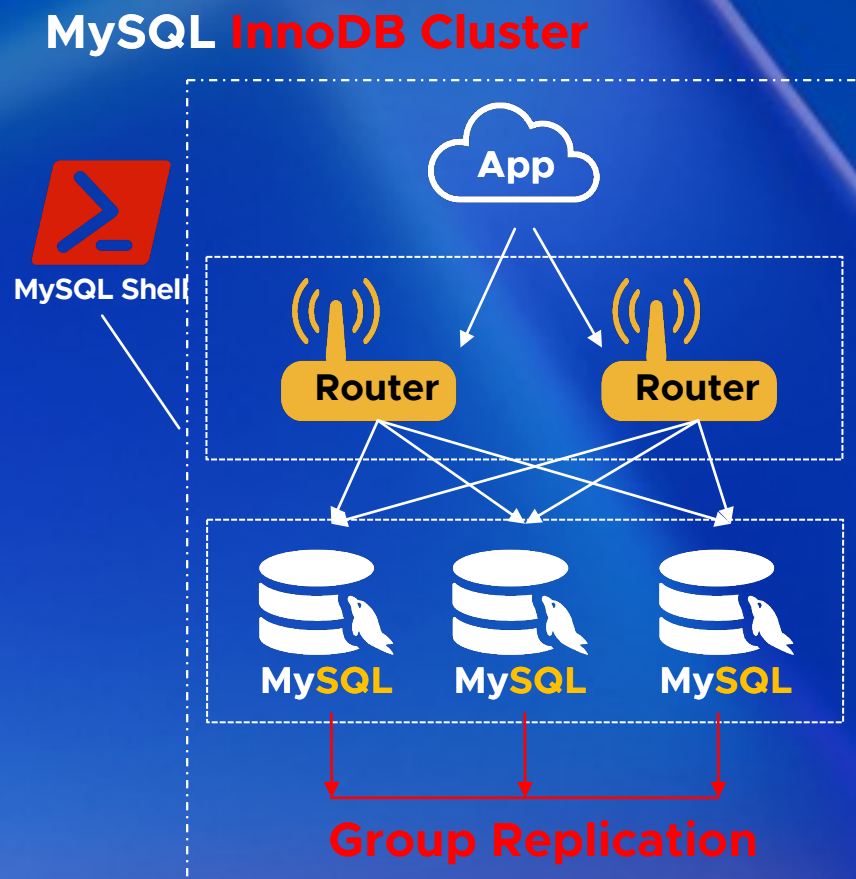 MySQL InnoDB Cluster
App
MySQL Shell
Router
Router
MySQL
MySQL
MySQL
Group Replication